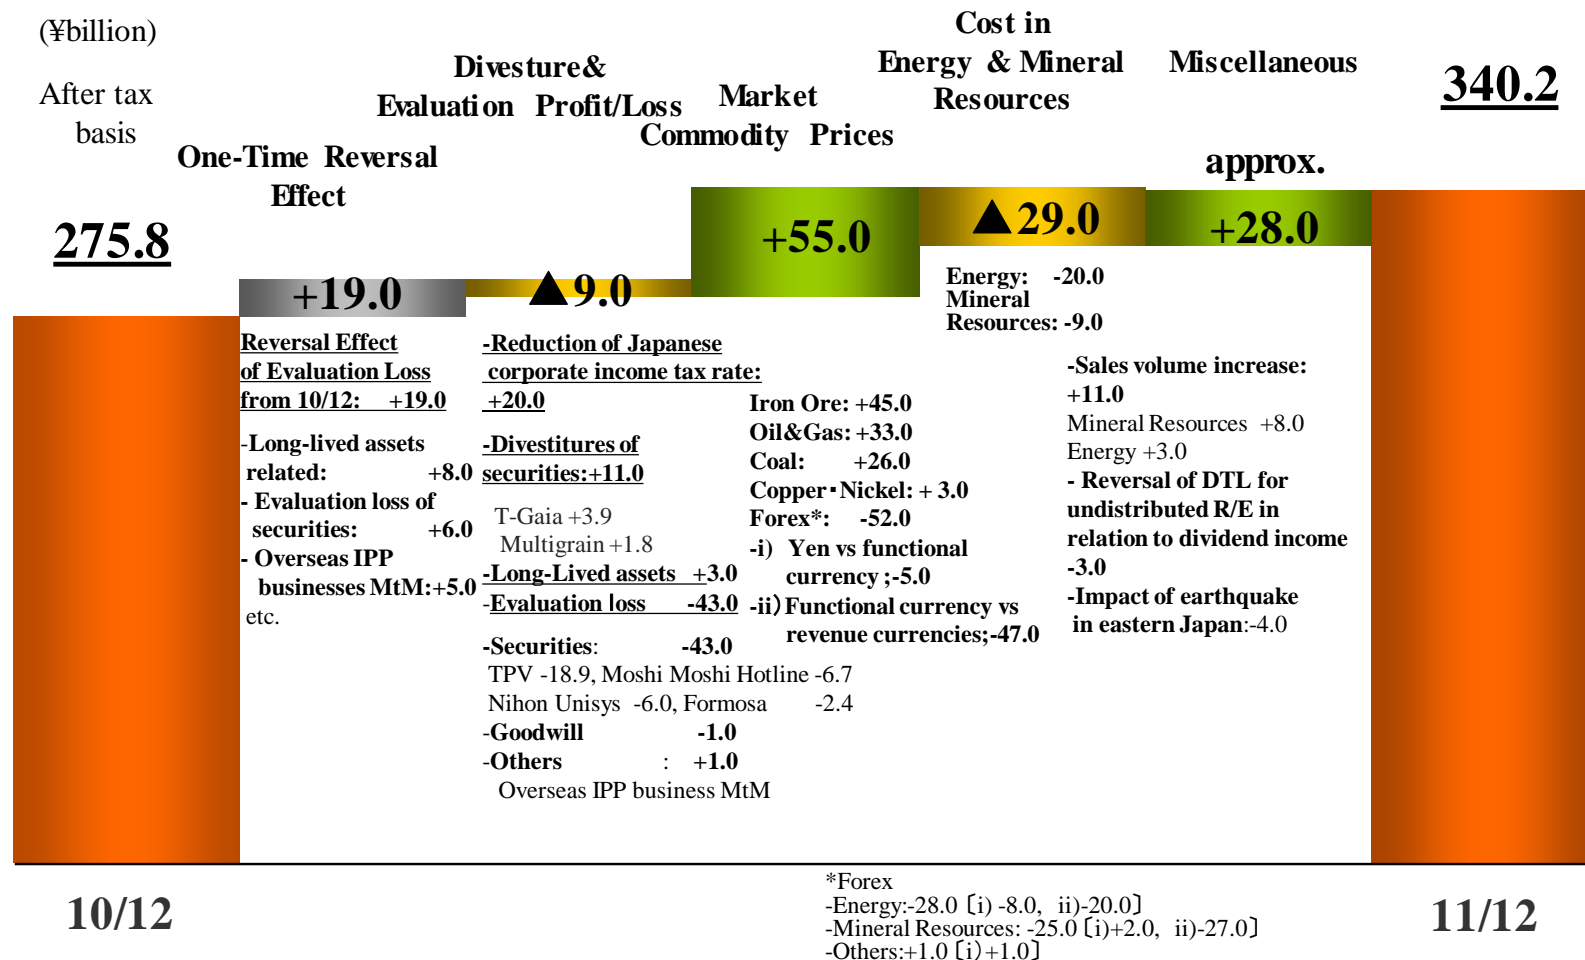 (¥billion)
After tax
basis
275.8
One-Time Reversal
Effect
Divesture&
Evaluation Profit/Loss
Market
Commodity Prices
Cost in
Energy & Mineral
Resources
Miscellaneous
approx.
340.2
+19.0
▲9.0
+55.0
▲29.0
+28.0
Reversal Effect
of Evaluation Loss
from 10/12: +19.0
-Long-lived assets
related: +8.0
- Evaluation loss of
securities: +6.0
- Overseas IPP
businesses MtM:+5.0
etc.
-Reduction of Japanese
corporate income tax rate:
+20.0
-Divestitures of
securities:+11.0
T-Gaia +3.9
Multigrain +1.8
-Long-Lived assets +3.0
-Evaluation loss -43.0
-Securities: -43.0
TPV -18.9, Moshi Moshi Hotline -6.7
Nihon Unisys -6.0, Formosa -2.4
-Goodwill -1.0
-Others : +1.0
Overseas IPP business MtM
Iron Ore: +45.0
Oil&Gas: +33.0
Coal: +26.0
Copper・Nickel: + 3.0
Forex*: -52.0
-i) Yen vs functional
currency ;-5.0
-ii) Functional currency vs
revenue currencies;-47.0
Energy: -20.0
Mineral
Resources: -9.0
-Sales volume increase:
+11.0
Mineral Resources +8.0
Energy +3.0
- Reversal of DTL for
undistributed R/E in
relation to dividend income
-3.0
-Impact of earthquake
in eastern Japan:-4.0
10/12
*Forex
-Energy:-28.0〔i) -8.0, ii)-20.0〕
-Mineral Resources: -25.0〔i)+2.0, ii)-27.0〕
-Others:+1.0〔i)+1.0〕
11/12